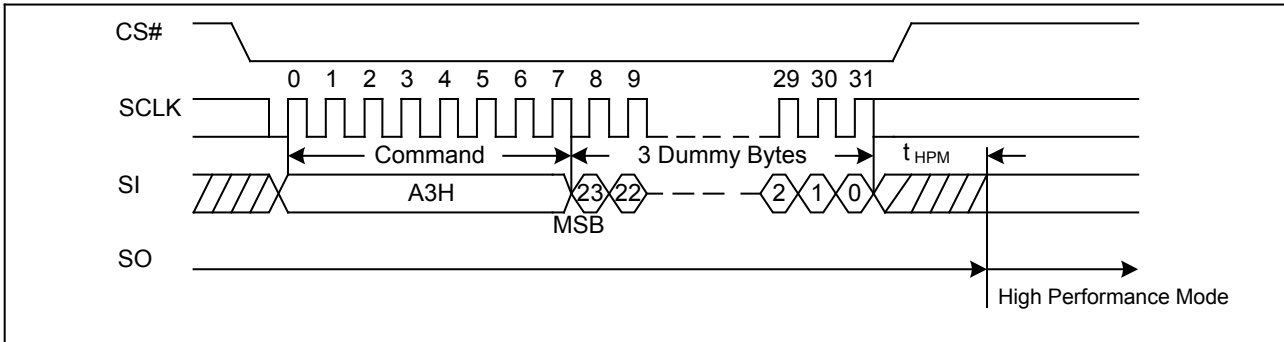 CS#
0 1 2 3 4 5 6 7 8 9 29 30 31
SCLK
Command 3 Dummy Bytes t HPM
SI
A3H 23 22 2 1 0
MSB
SO
High Performance Mode